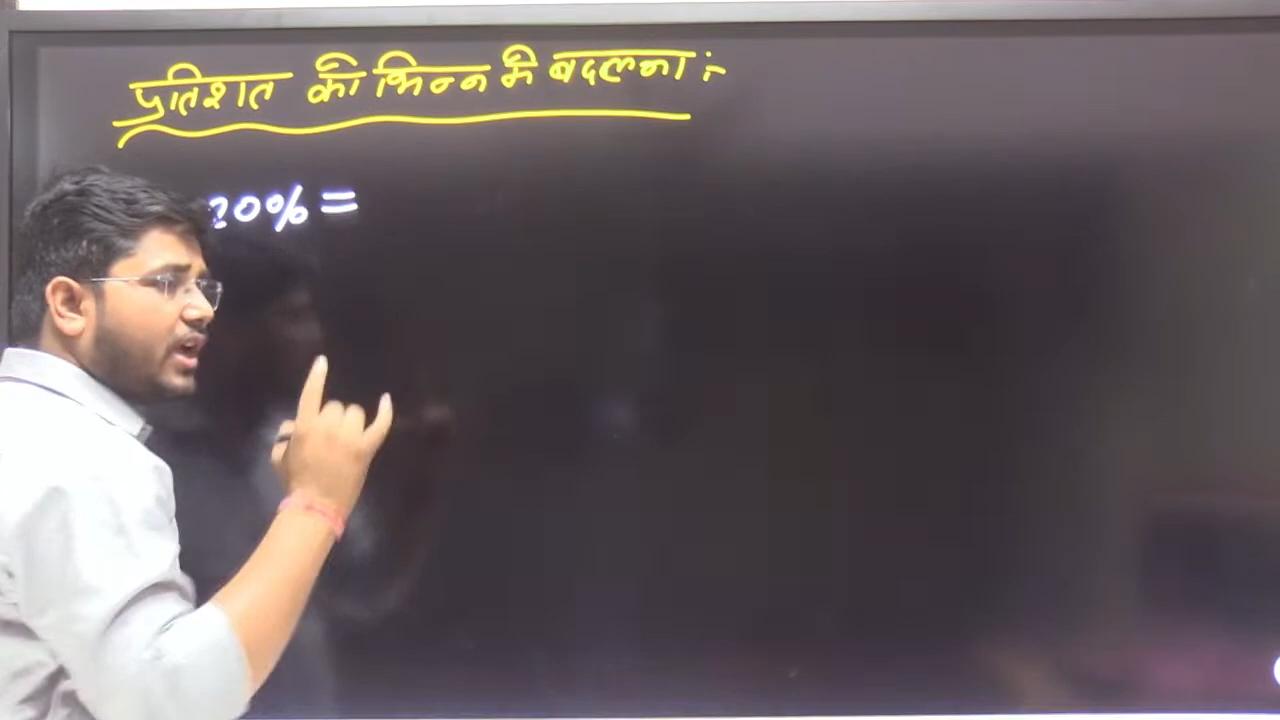 प्रतिशत को भिन्न में बदलना :-
20% =